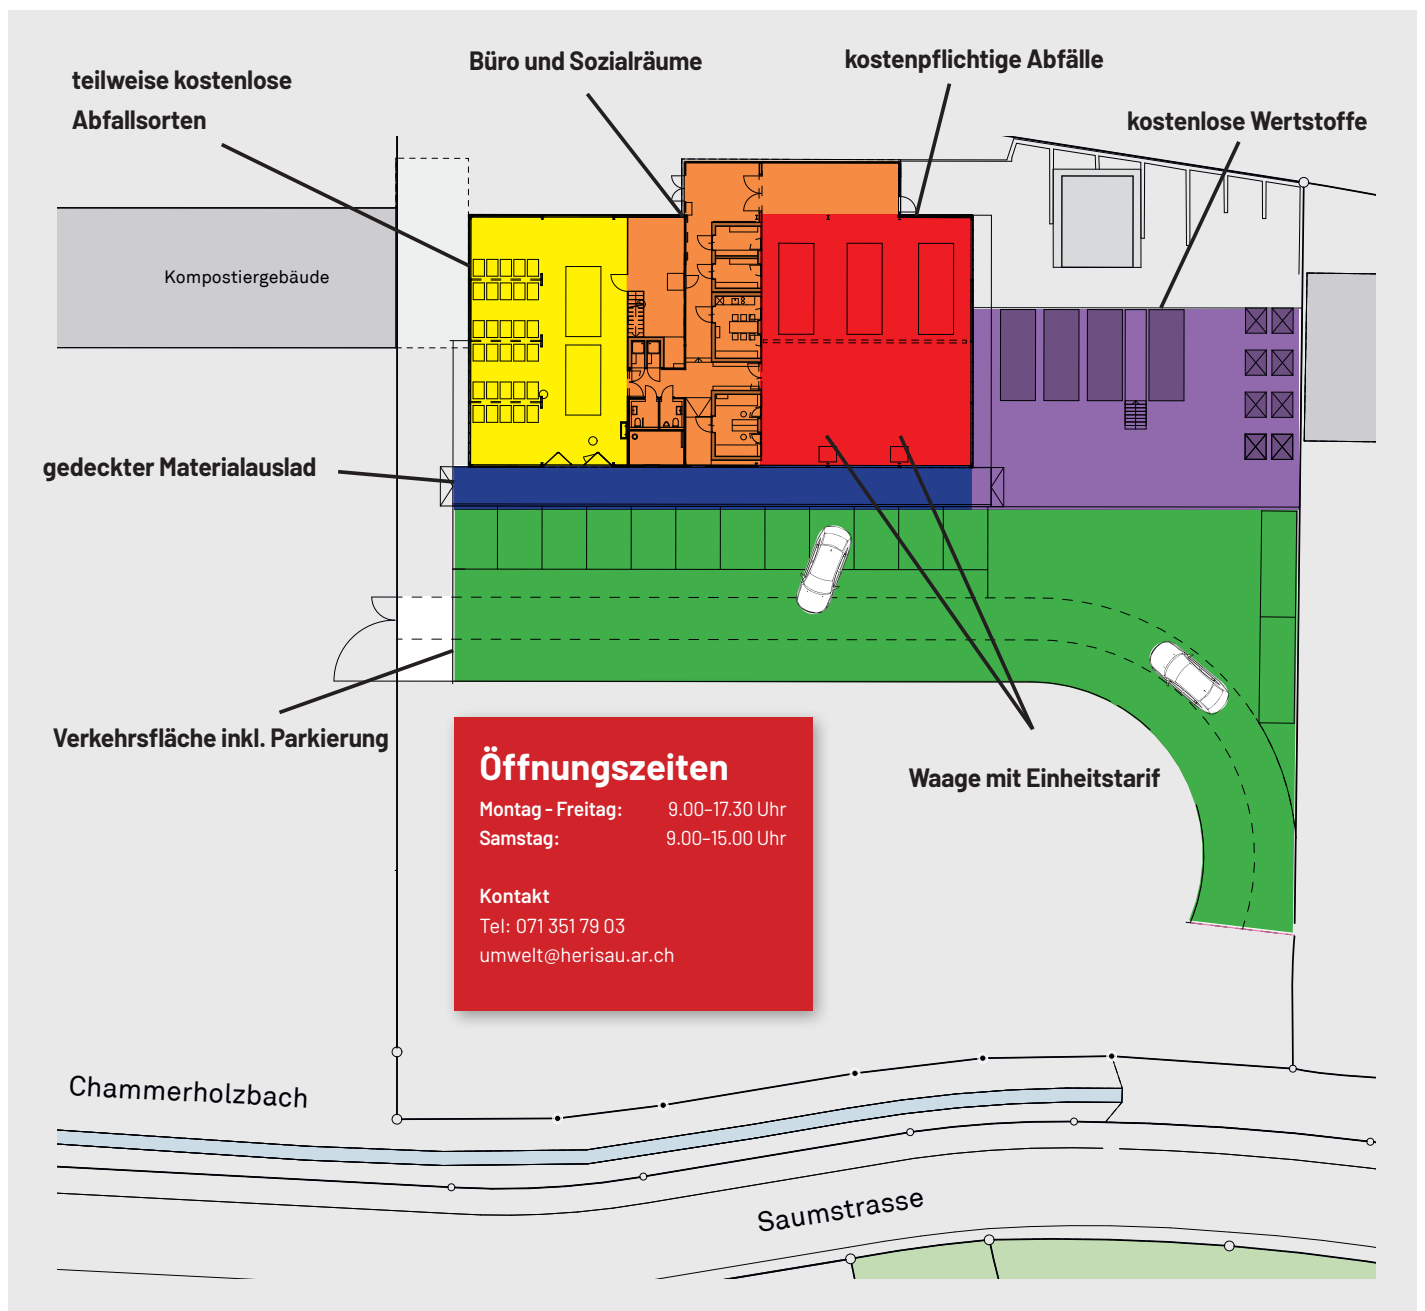 teilweise kostenlose
Abfallsorten
Büro und Sozialräume
kostenpflichtige Abfälle
kostenlose Wertstoffe
Kompostiergebäude
gedeckter Materialauslad
Verkehrsfläche inkl. Parkierung
Waage mit Einheitstarif
Öffnungszeiten
Montag - Freitag: 9.00–17.30 Uhr
Samstag: 9.00–15.00 Uhr
Kontakt
Tel: 071 351 79 03
umwelt@herisau.ar.ch
Chammerholzbach
Saumstrasse